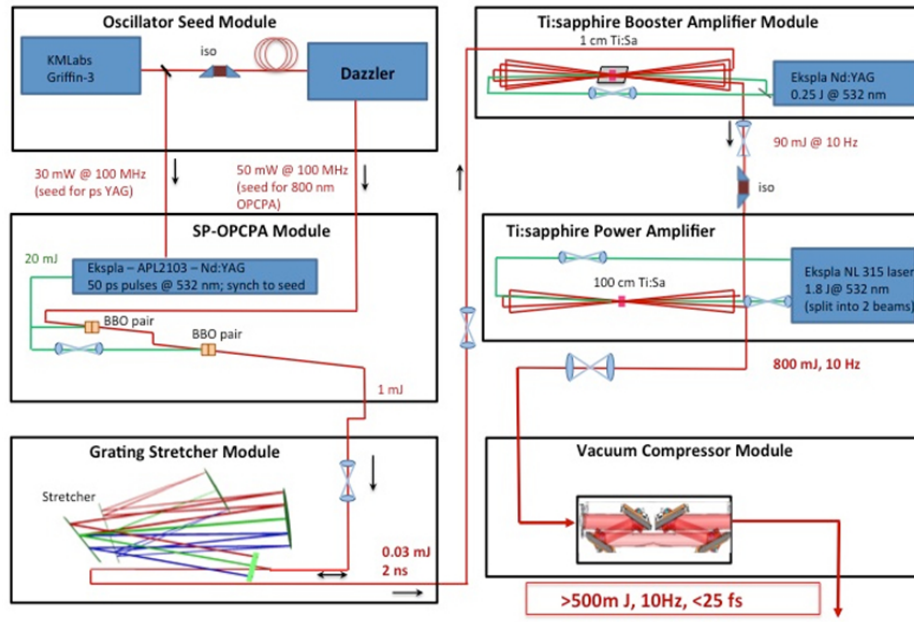 Oscillator Seed Module
KMLabs
Griffin-3
iso
Dazzler
30 mW @ 100 MHz
(seed for ps YAG)
50 mW @ 100 MHz
(seed for 800 nm
OPCPA)
SP-OPCPA Module
20 mJ
Ekspla – APL2103 – Nd:YAG
50 ps pulses @ 532 nm; synch to seed
BBO pair
BBO pair
1 mJ
Grating Stretcher Module
Stretcher
0.03 mJ
2 ns
Ti:sapphire Booster Amplifier Module
1 cm Ti:Sa
Ekspla Nd:YAG
0.25 J @ 532 nm
90 mJ @ 10 Hz
iso
Ti:sapphire Power Amplifier
100 cm Ti:Sa
Ekspla NL 315 laser
1.8 J@ 532 nm
(split into 2 beams)
800 mJ, 10 Hz
Vacuum Compressor Module
>500m J, 10Hz, <25 fs